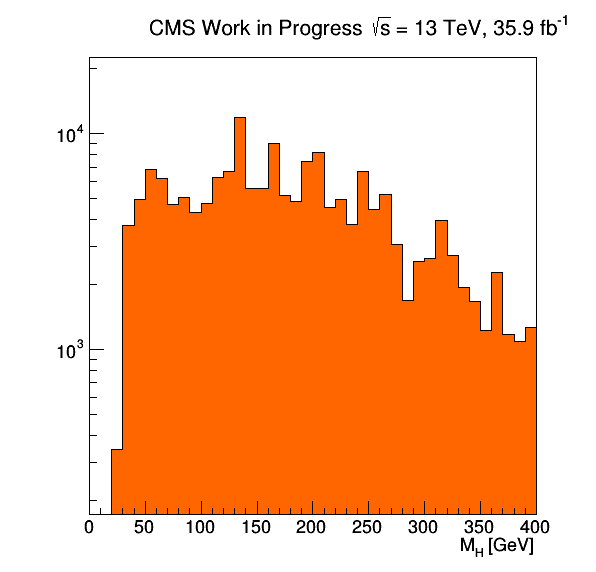 CMS Work in Progress √s = 13 TeV, 35.9 fb⁻¹
10⁴
10³
0 50 100 150 200 250 300 350 400
M_H [GeV]